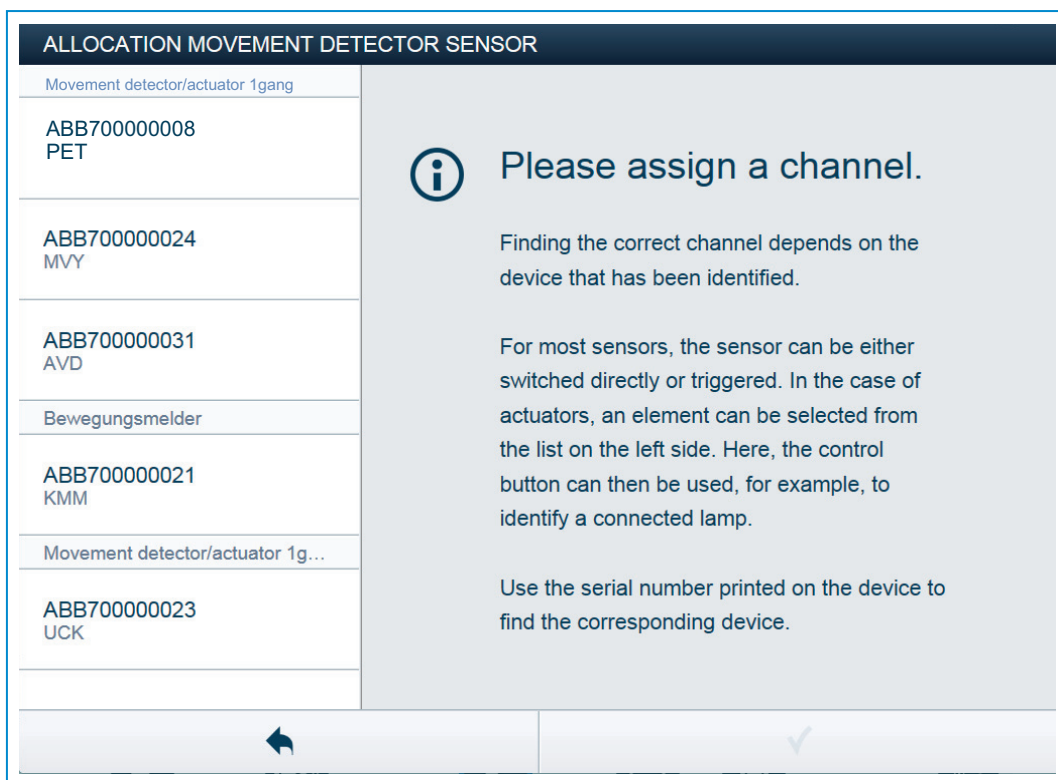 ALLOCATION MOVEMENT DETECTOR SENSOR
Movement detector/actuator 1gang
ABB700000008
PET
ABB700000024
MVY
ABB700000031
AVD
Bewegungsmelder
ABB700000021
KMM
Movement detector/actuator 1g...
ABB700000023
UCK
Please assign a channel.
Finding the correct channel depends on the
device that has been identified.
For most sensors, the sensor can be either
switched directly or triggered. In the case of
actuators, an element can be selected from
the list on the left side. Here, the control
button can then be used, for example, to
identify a connected lamp.
Use the serial number printed on the device to
find the corresponding device.